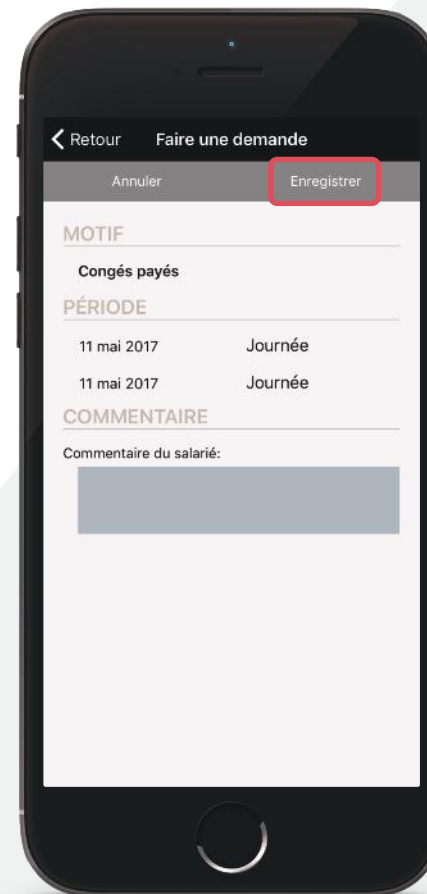 Retour Faire une demande
Annuler Enregistrer
MOTIF
Congés payés
PÉRIODE
11 mai 2017 Journée
11 mai 2017 Journée
COMMENTAIRE
Commentaire du salarié: